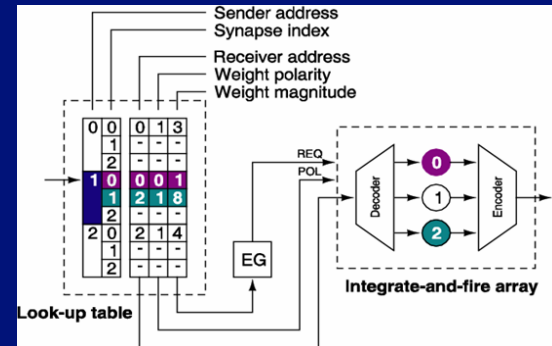 Sender address
Synapse index
Receiver address
Weight polarity
Weight magnitude
0 0 0 1 3
1 - - -
2 - - -
1 0 0 0 1
1 2 1 8
2 - - -
2 0 2 1 4
1 - - -
2 - - -
REQ
POL
EG
Decoder
0
1
2
Encoder
Integrate-and-fire array
Look-up table